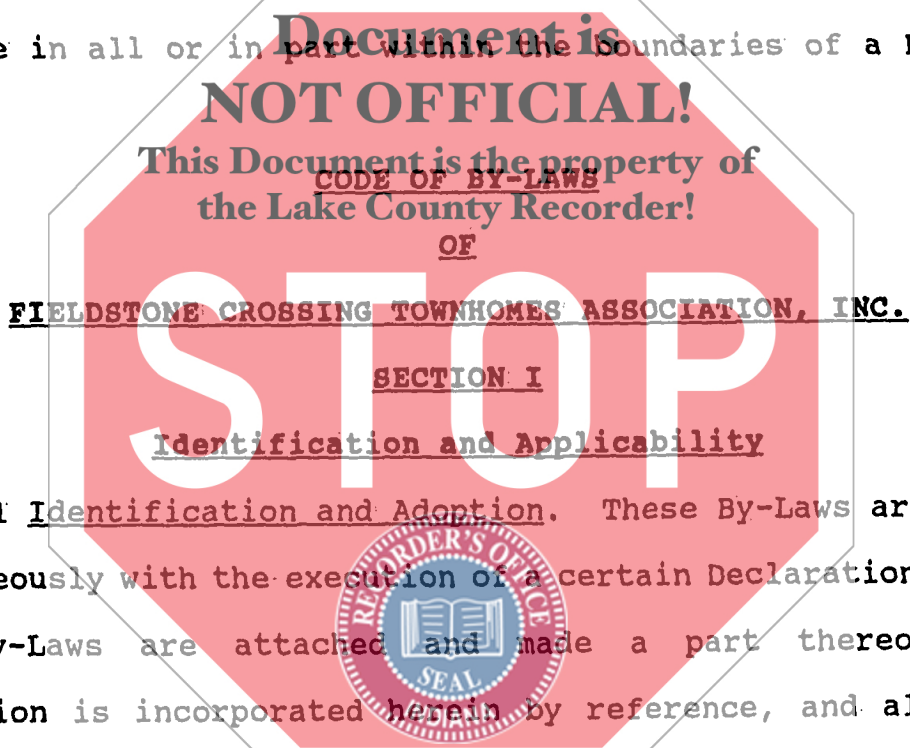 e in all or in part within the boundaries of a
Document is
NOT OFFICIAL!
This Document is the property of
CODE OF BY-LAWS
the Lake County Recorder!
OF
FIELDSTONE CROSSING TOWNHOMES ASSOCIATION, INC.
STOP
SECTION I
Identification and Applicability
Identification and Adoption. These By-Laws ar
eously with the execution of a certain Declaration
y-Laws are attached and made a part thereo
ion is incorporated herein by reference, and al
RECORDER'S OFFICE
SEAL
INDIANA